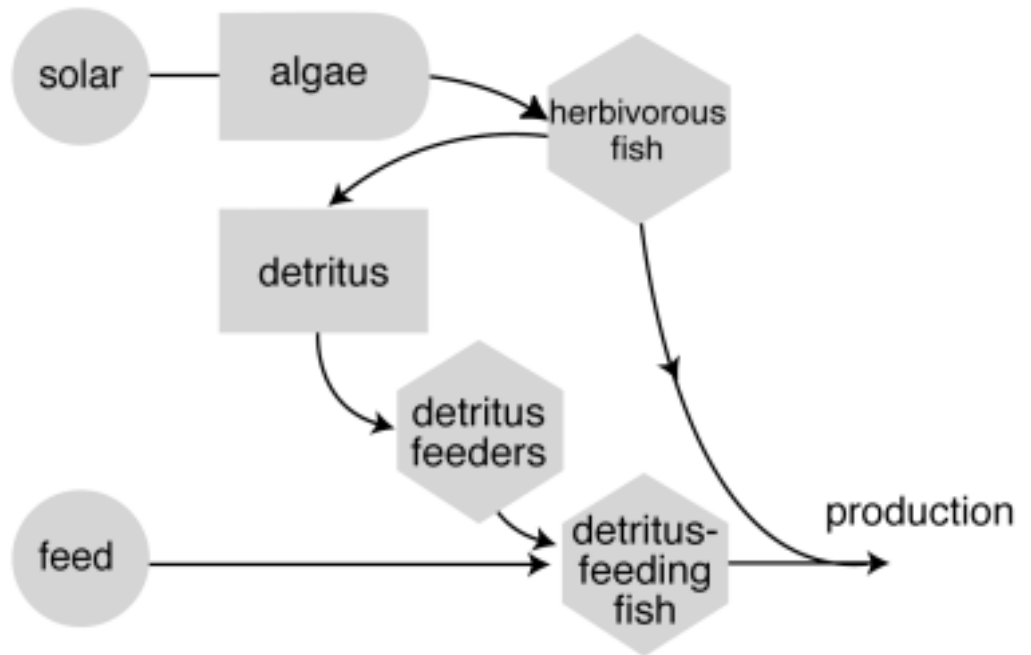 solar
algae
herbivorous
fish
detritus
detritus
feeders
production
feed
detritus-
feeding
fish